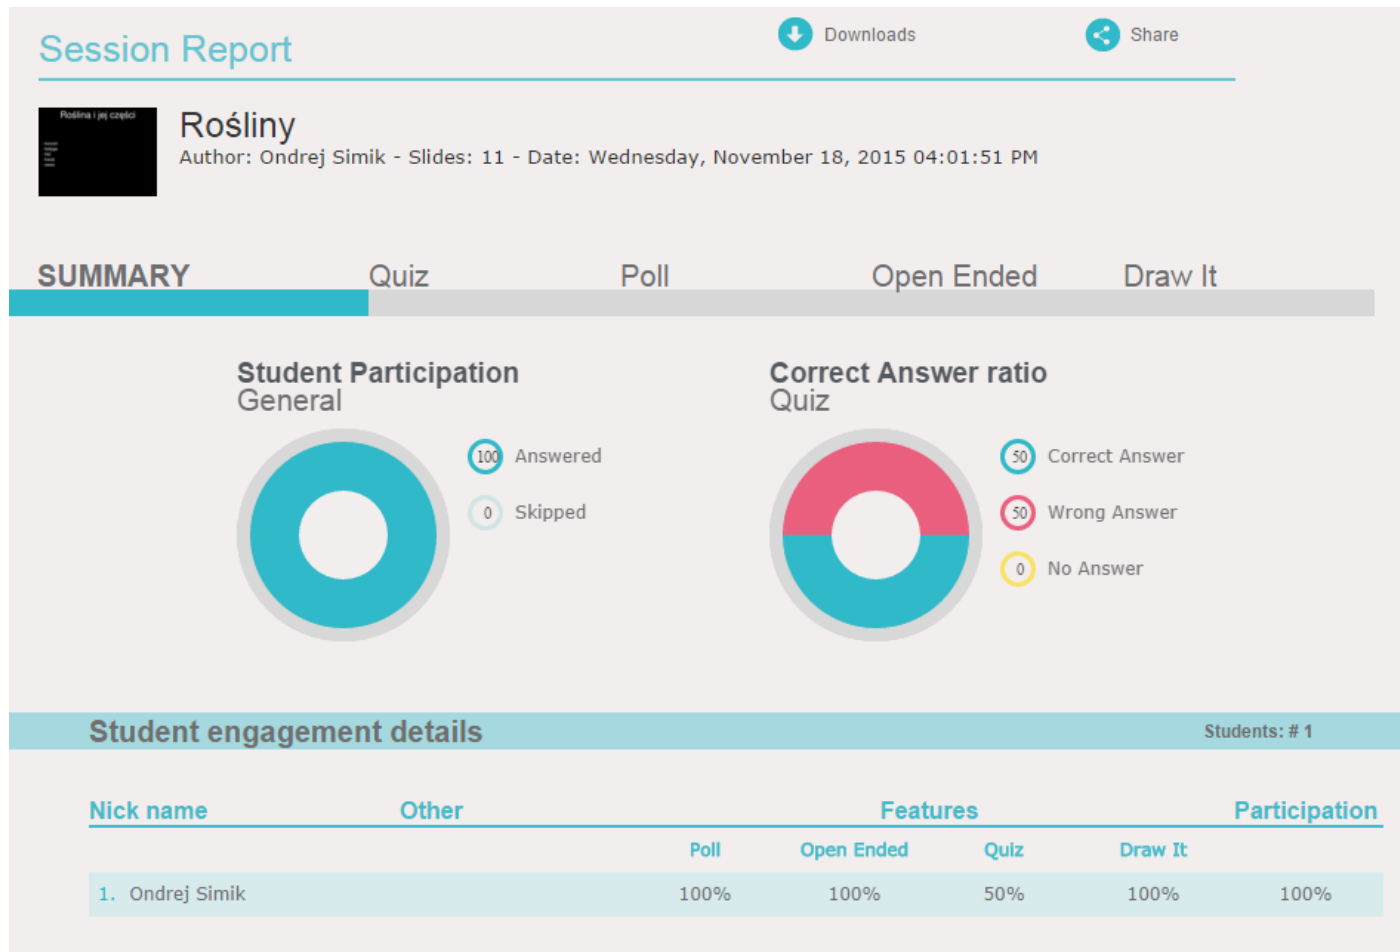 Session Report
Downloads
Share
Roślina i jej części
Rośliny
Author: Ondrej Simik - Slides: 11 - Date: Wednesday, November 18, 2015 04:01:51 PM
SUMMARY Quiz Poll Open Ended Draw It
Student Participation
General
100 Answered
0 Skipped
Correct Answer ratio
Quiz
50 Correct Answer
50 Wrong Answer
0 No Answer
Student engagement details Students: # 1
Nick name Other Features Participation
Poll Open Ended Quiz Draw It
1. Ondrej Simik 100% 100% 50% 100% 100%